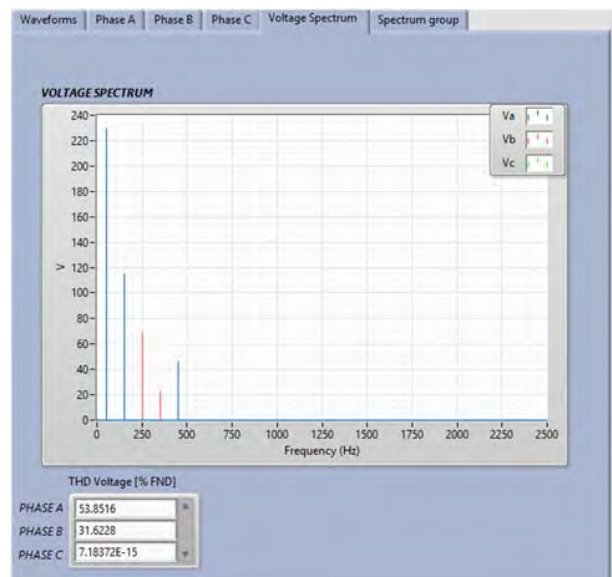 Waveforms Phase A Phase B Phase C Voltage Spectrum Spectrum group
VOLTAGE SPECTRUM
Va
Vb
Vc
240
220
200
180
160
140
120
100
80
60
40
20
0
V
0 250 500 750 1000 1250 1500 1750 2000 2250 2500
Frequency (Hz)
THD Voltage [% FND]
PHASE A 53.8516
PHASE B 31.6228
PHASE C 7.18372E-15